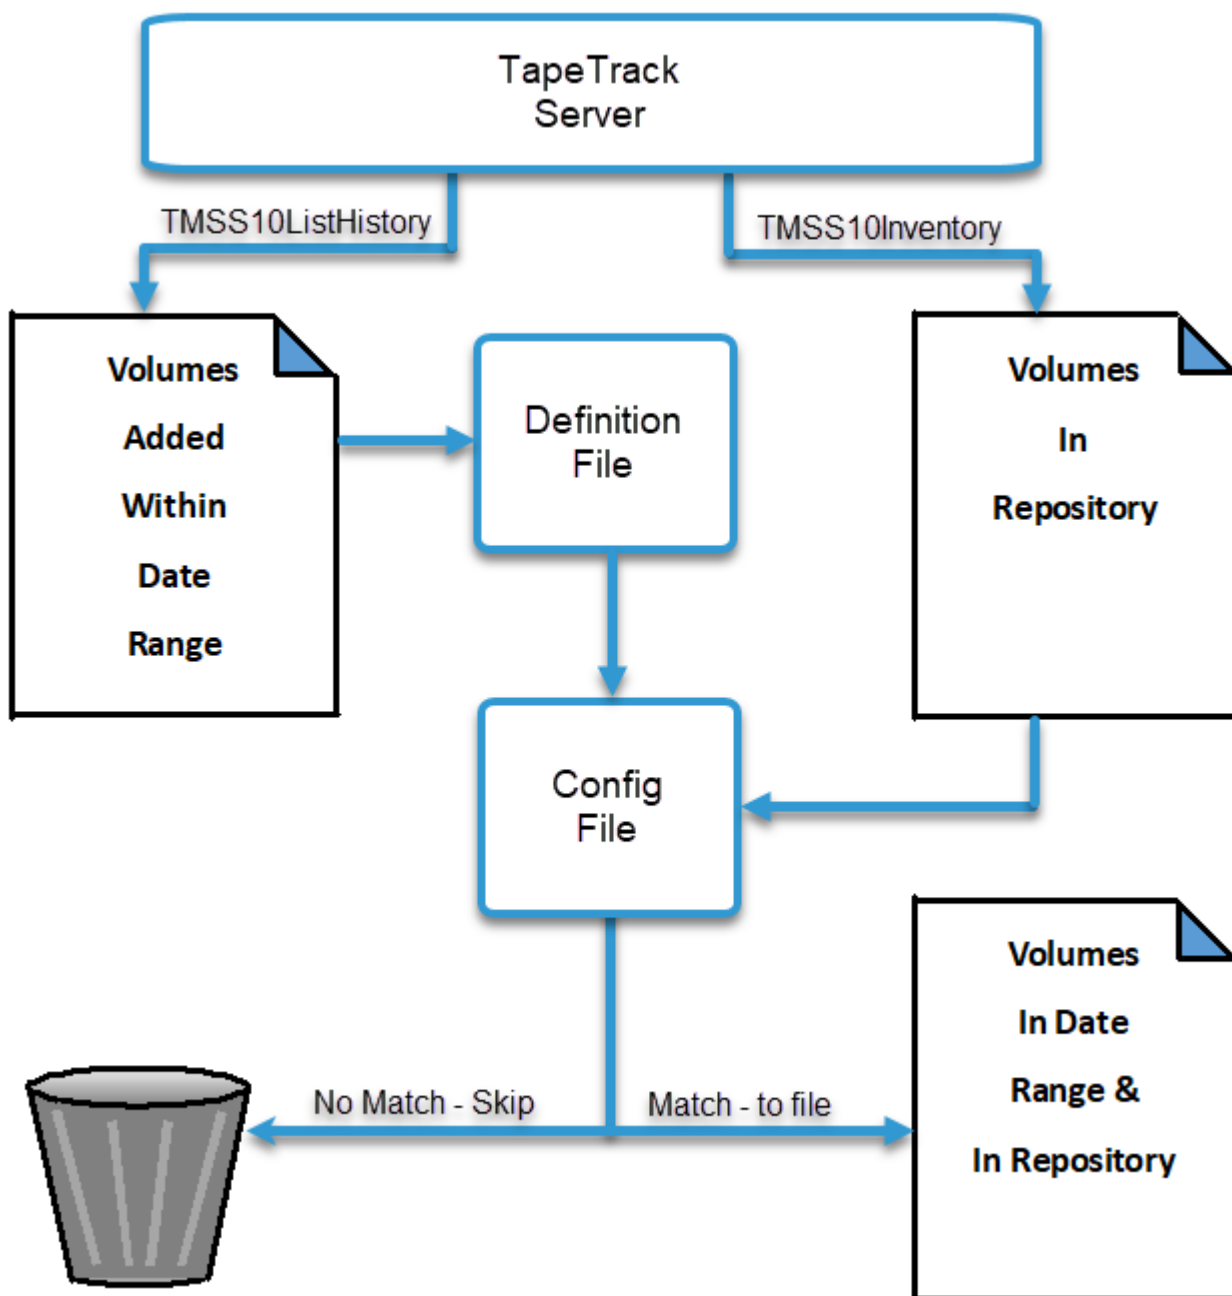 TapeTrack
Server
TMSS10ListHistory
TMSS10Inventory
Volumes
Added
Within
Date
Range
Definition
File
Volumes
In
Repository
Config
File
No Match - Skip
Match - to file
Volumes
In Date
Range &
In Repository